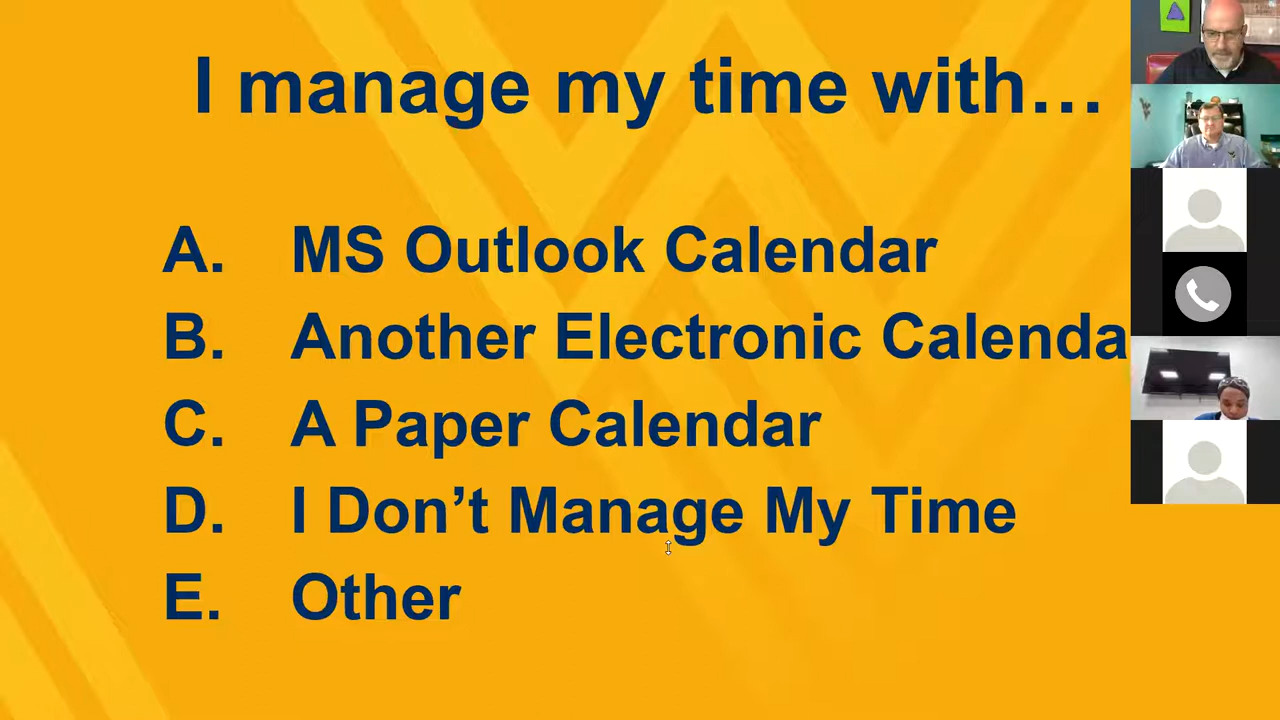 I manage my time with…
A. MS Outlook Calendar
B. Another Electronic Calenda
C. A Paper Calendar
D. I Don’t Manage My Time
E. Other